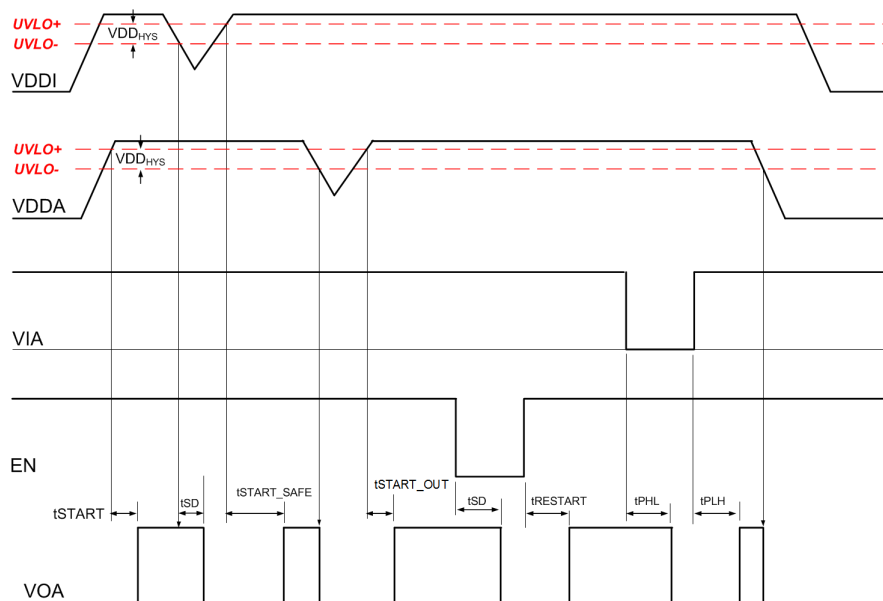 UVLO+
VDDHYS
UVLO-
VDDI
UVLO+
VDDHYS
UVLO-
VDDA
VIA
EN
tSTART
tSD
tSTART_SAFE
tSTART_OUT
tSD
tRESTART
tPHL
tPLH
VOA